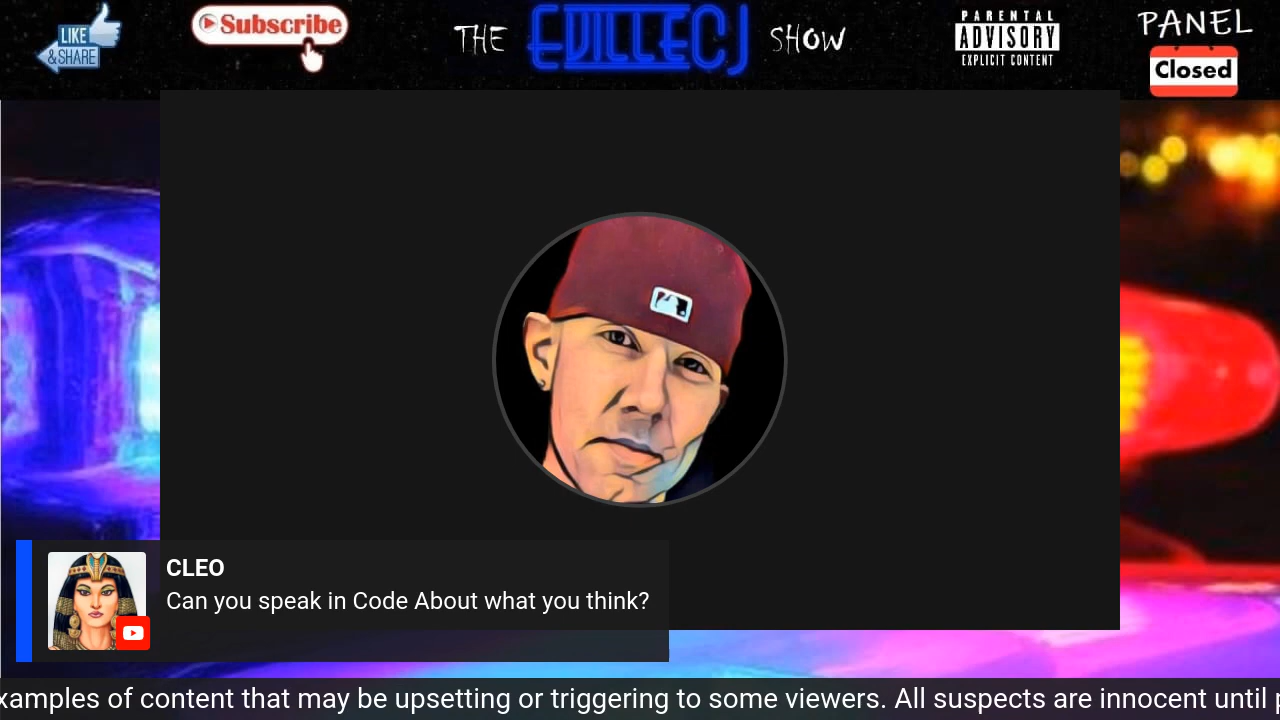 LIKE
& SHARE
Subscribe
THE EVILLECJ SHOW
PARENTAL
ADVISORY
EXPLICIT CONTENT
PANEL
Closed
CLEO
Can you speak in Code About what you think?
xamples of content that may be upsetting or triggering to some viewers. All suspects are innocent until